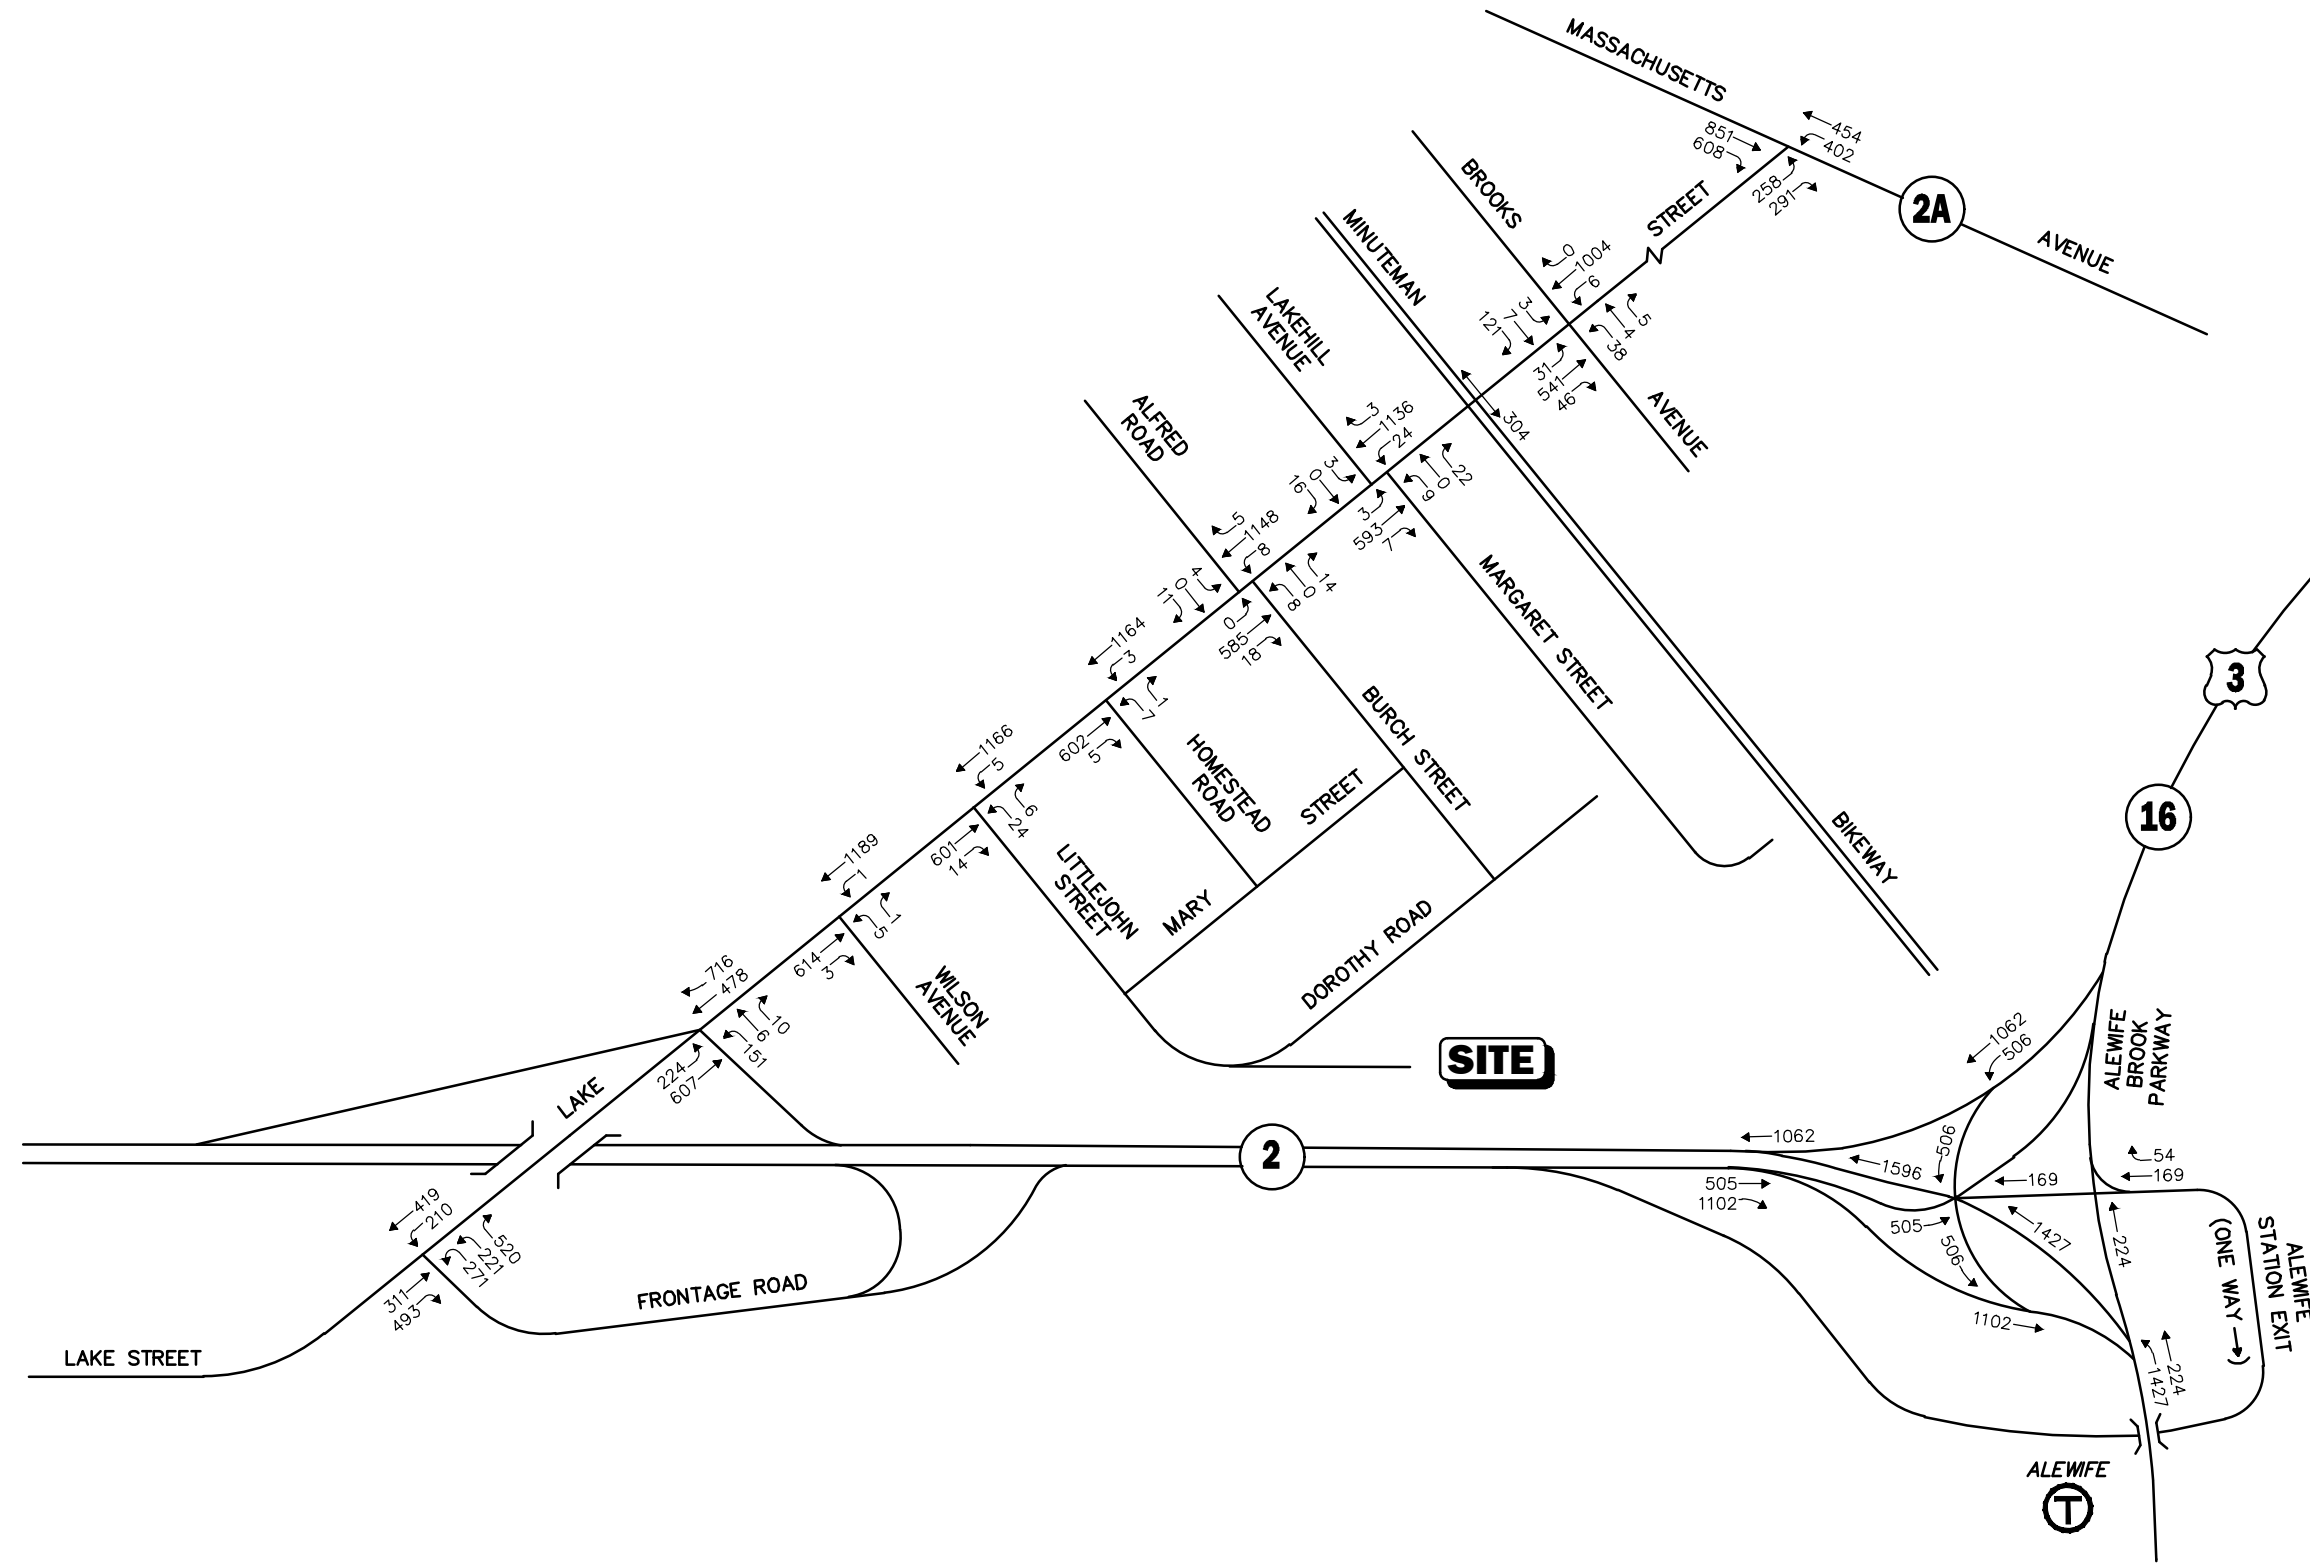 MASSACHUSETTS
454
402
851
608
258
291
2A
AVENUE
STREET
BROOKS
0
1004
6
3
7
121
5
4
38
31
541
46
AVENUE
MINUTEMAN
304
LAKEHILL
AVENUE
3
1136
24
3
0
16
22
0
9
3
593
7
ALFRED
ROAD
5
1148
8
4
0
11
14
0
8
0
585
18
MARGARET STREET
1164
3
1
7
602
5
BURCH STREET
HOMESTEAD
ROAD
1166
5
6
24
601
14
STREET
MARY
LITTLEJOHN
STREET
BIKEWAY
3
16
1189
1
1
5
614
3
DOROTHY ROAD
WILSON
AVENUE
716
478
10
6
151
224
607
SITE
LAKE
2
ALEWIFE
BROOK
PARKWAY
1062
506
1062
506
1596
169
54
169
505
1102
505
506
1427
224
1102
224
1427
419
210
520
221
271
311
493
FRONTAGE ROAD
LAKE STREET
ALEWIFE
STATION EXIT
(ONE WAY )
ALEWIFE
T